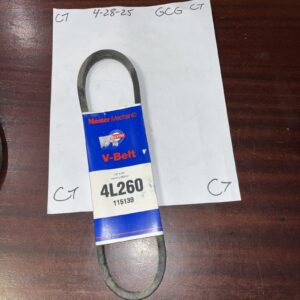 CT 4-28-25 GCG CT
Master Mechanic
V-Belt
4L260
115139
CT CT